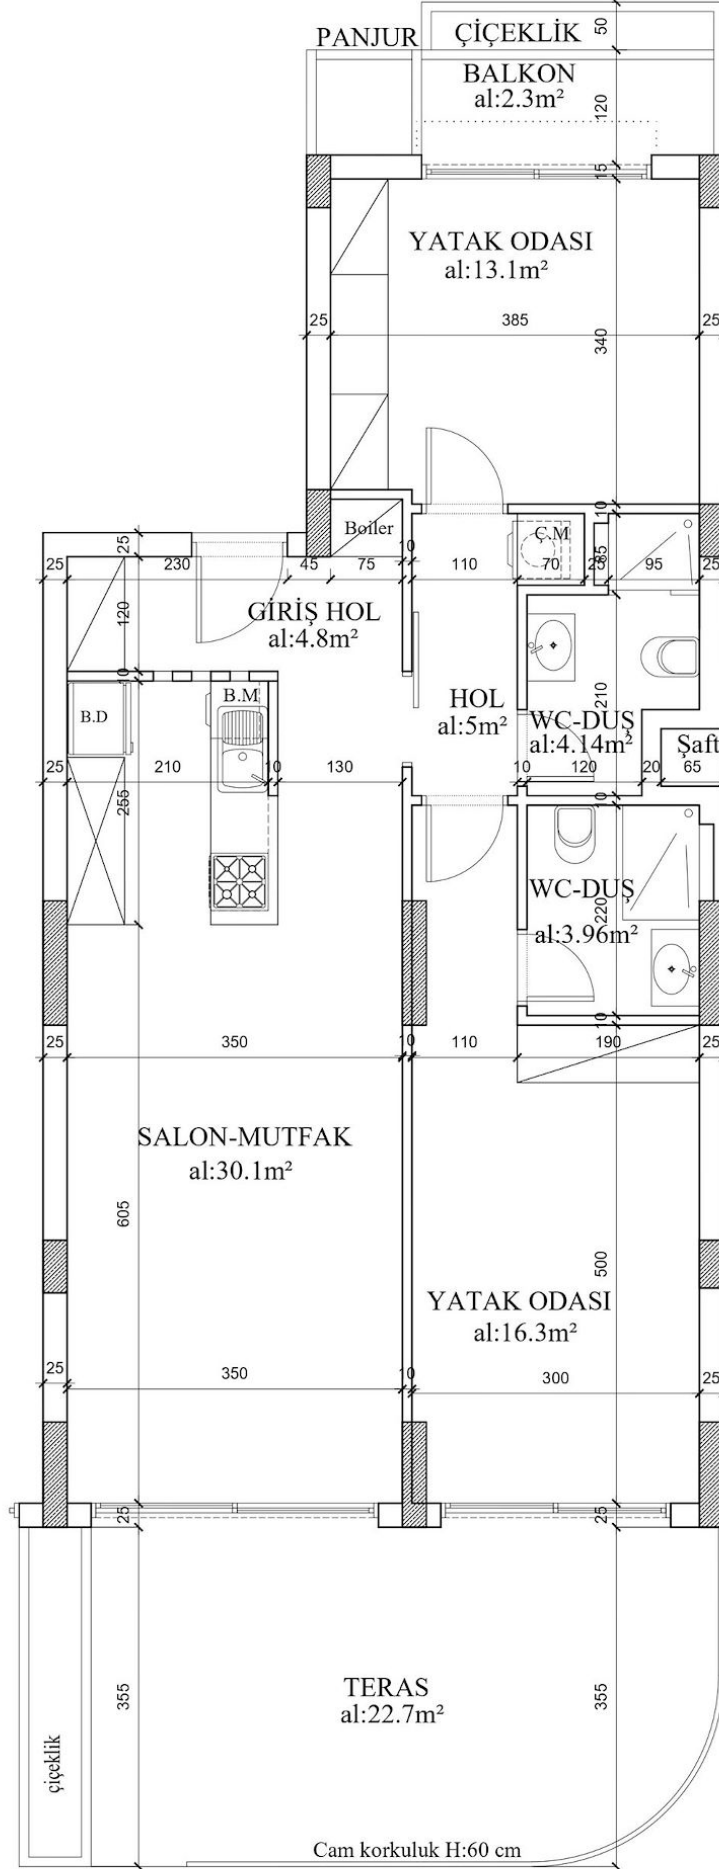 50
PANJUR
ÇİÇEKLİK
BALKON
al:2.3m²
120
15
YATAK ODASI
al:13.1m²
25
385
25
340
10
Boiler
Ç.M
25
10
85
25
230
45
75
110
70
25
95
25
GİRİŞ HOL
al:4.8m²
120
10
B.D
B.M
HOL
al:5m²
210
WC-DUŞ
al:4.14m²
Şaft
25
210
10
130
10
120
20
65
255
10
WC-DUŞ
220
al:3.96m²
10
25
350
10
110
190
25
SALON-MUTFAK
al:30.1m²
605
500
YATAK ODASI
al:16.3m²
25
350
10
300
25
25
25
TERAS
al:22.7m²
355
355
çiçeklik
Cam korkuluk H:60 cm